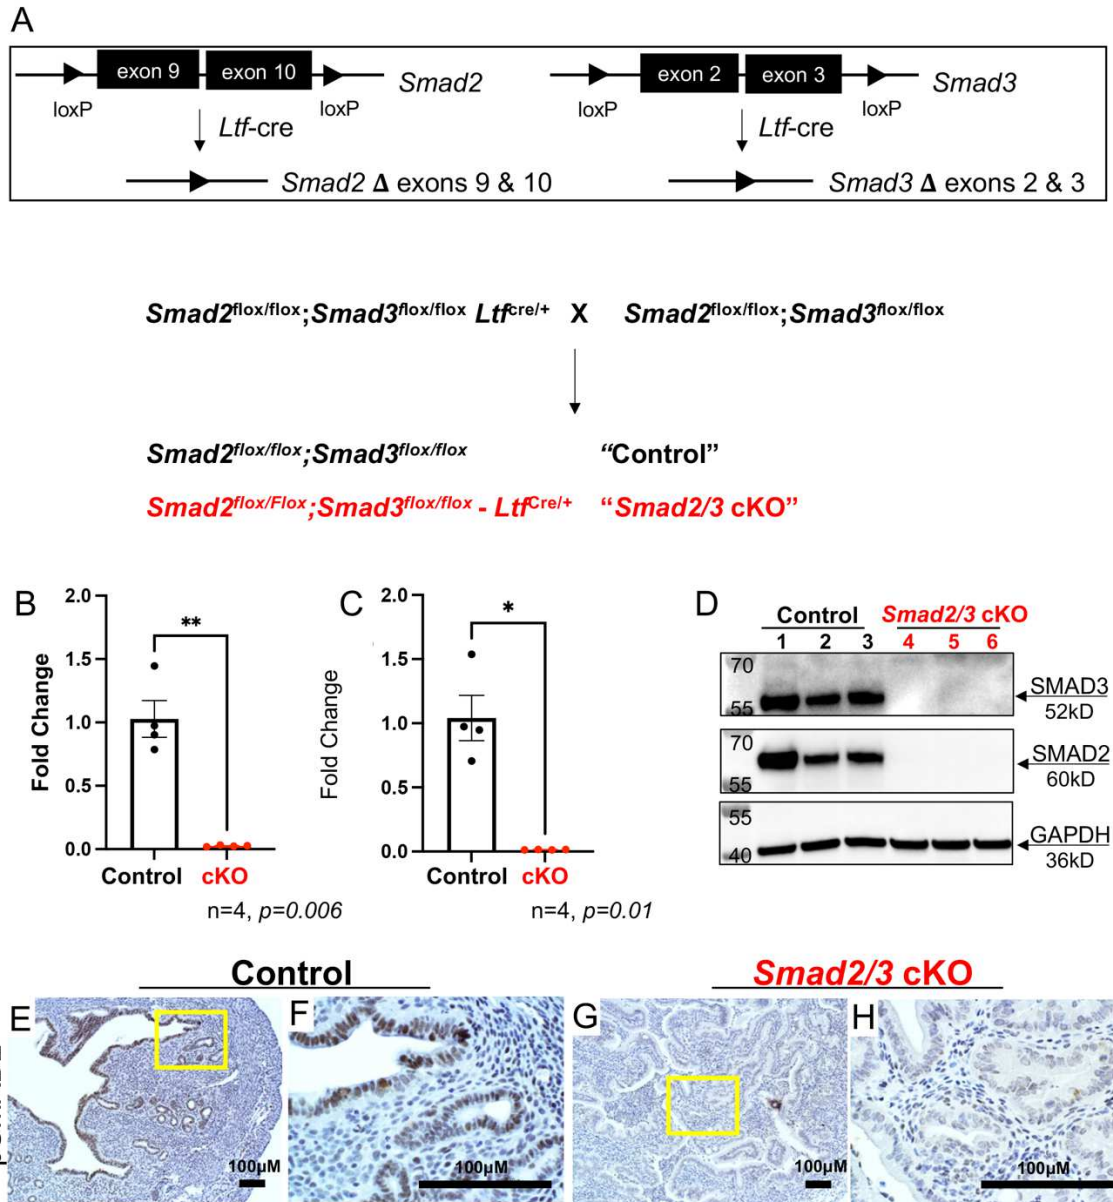 A
exon 9 exon 10 Smad2 exon 2 exon 3 Smad3
loxP loxP loxP loxP
Ltf-cre Ltf-cre
Smad2 Δ exons 9 & 10 Smad3 Δ exons 2 & 3
Smad2flox/flox;Smad3flox/flox Ltfcre/+ X Smad2flox/flox;Smad3flox/flox
Smad2flox/flox;Smad3flox/flox “Control”
Smad2flox/Flox;Smad3flox/flox - LtfCre/+ “Smad2/3 cKO”
B
Fold Change
2.0
1.5
1.0
0.5
0.0
**
Control cKO
n=4, p=0.006
C
Fold Change
2.0
1.5
1.0
0.5
0.0
*
Control cKO
n=4, p=0.01
D
Control Smad2/3 cKO
1 2 3 4 5 6
70
55
SMAD3
52kD
70
55
SMAD2
60kD
55
40
GAPDH
36kD
Control Smad2/3 cKO
E F G H
100µM 100µM 100µM 100µM